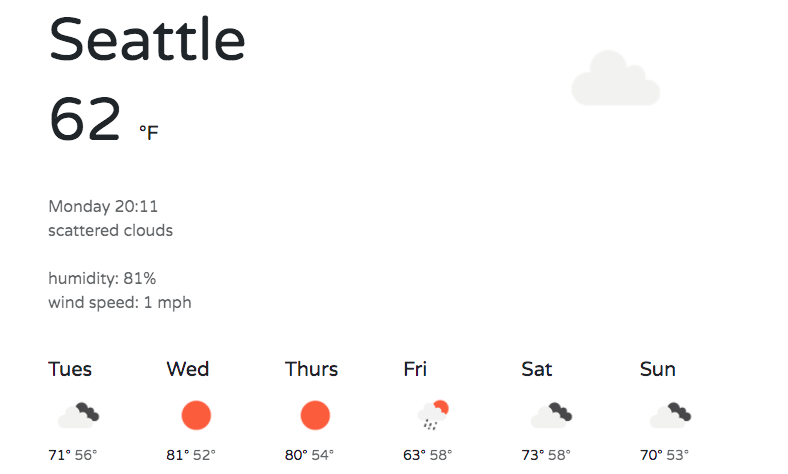 Seattle
62 °F
Monday 20:11
scattered clouds
humidity: 81%
wind speed: 1 mph
Tues Wed Thurs Fri Sat Sun
71° 56° 81° 52° 80° 54° 63° 58° 73° 58° 70° 53°